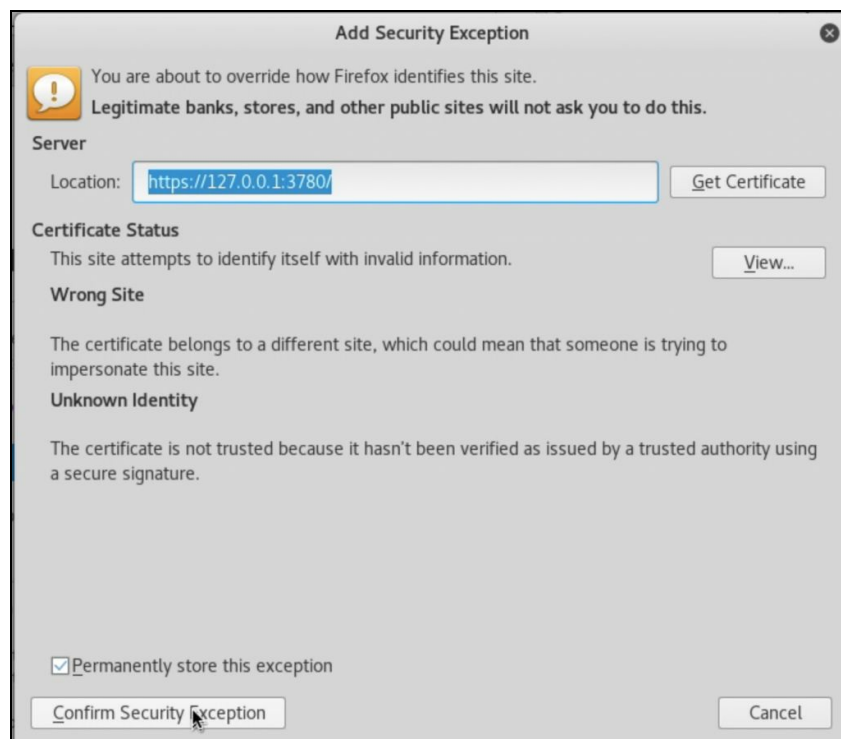 Add Security Exception
You are about to override how Firefox identifies this site.
Legitimate banks, stores, and other public sites will not ask you to do this.
Server
Location: https://127.0.0.1:3780/ Get Certificate
Certificate Status
This site attempts to identify itself with invalid information. View...
Wrong Site
The certificate belongs to a different site, which could mean that someone is trying to
impersonate this site.
Unknown Identity
The certificate is not trusted because it hasn't been verified as issued by a trusted authority using
a secure signature.
Permanently store this exception
Confirm Security Exception Cancel